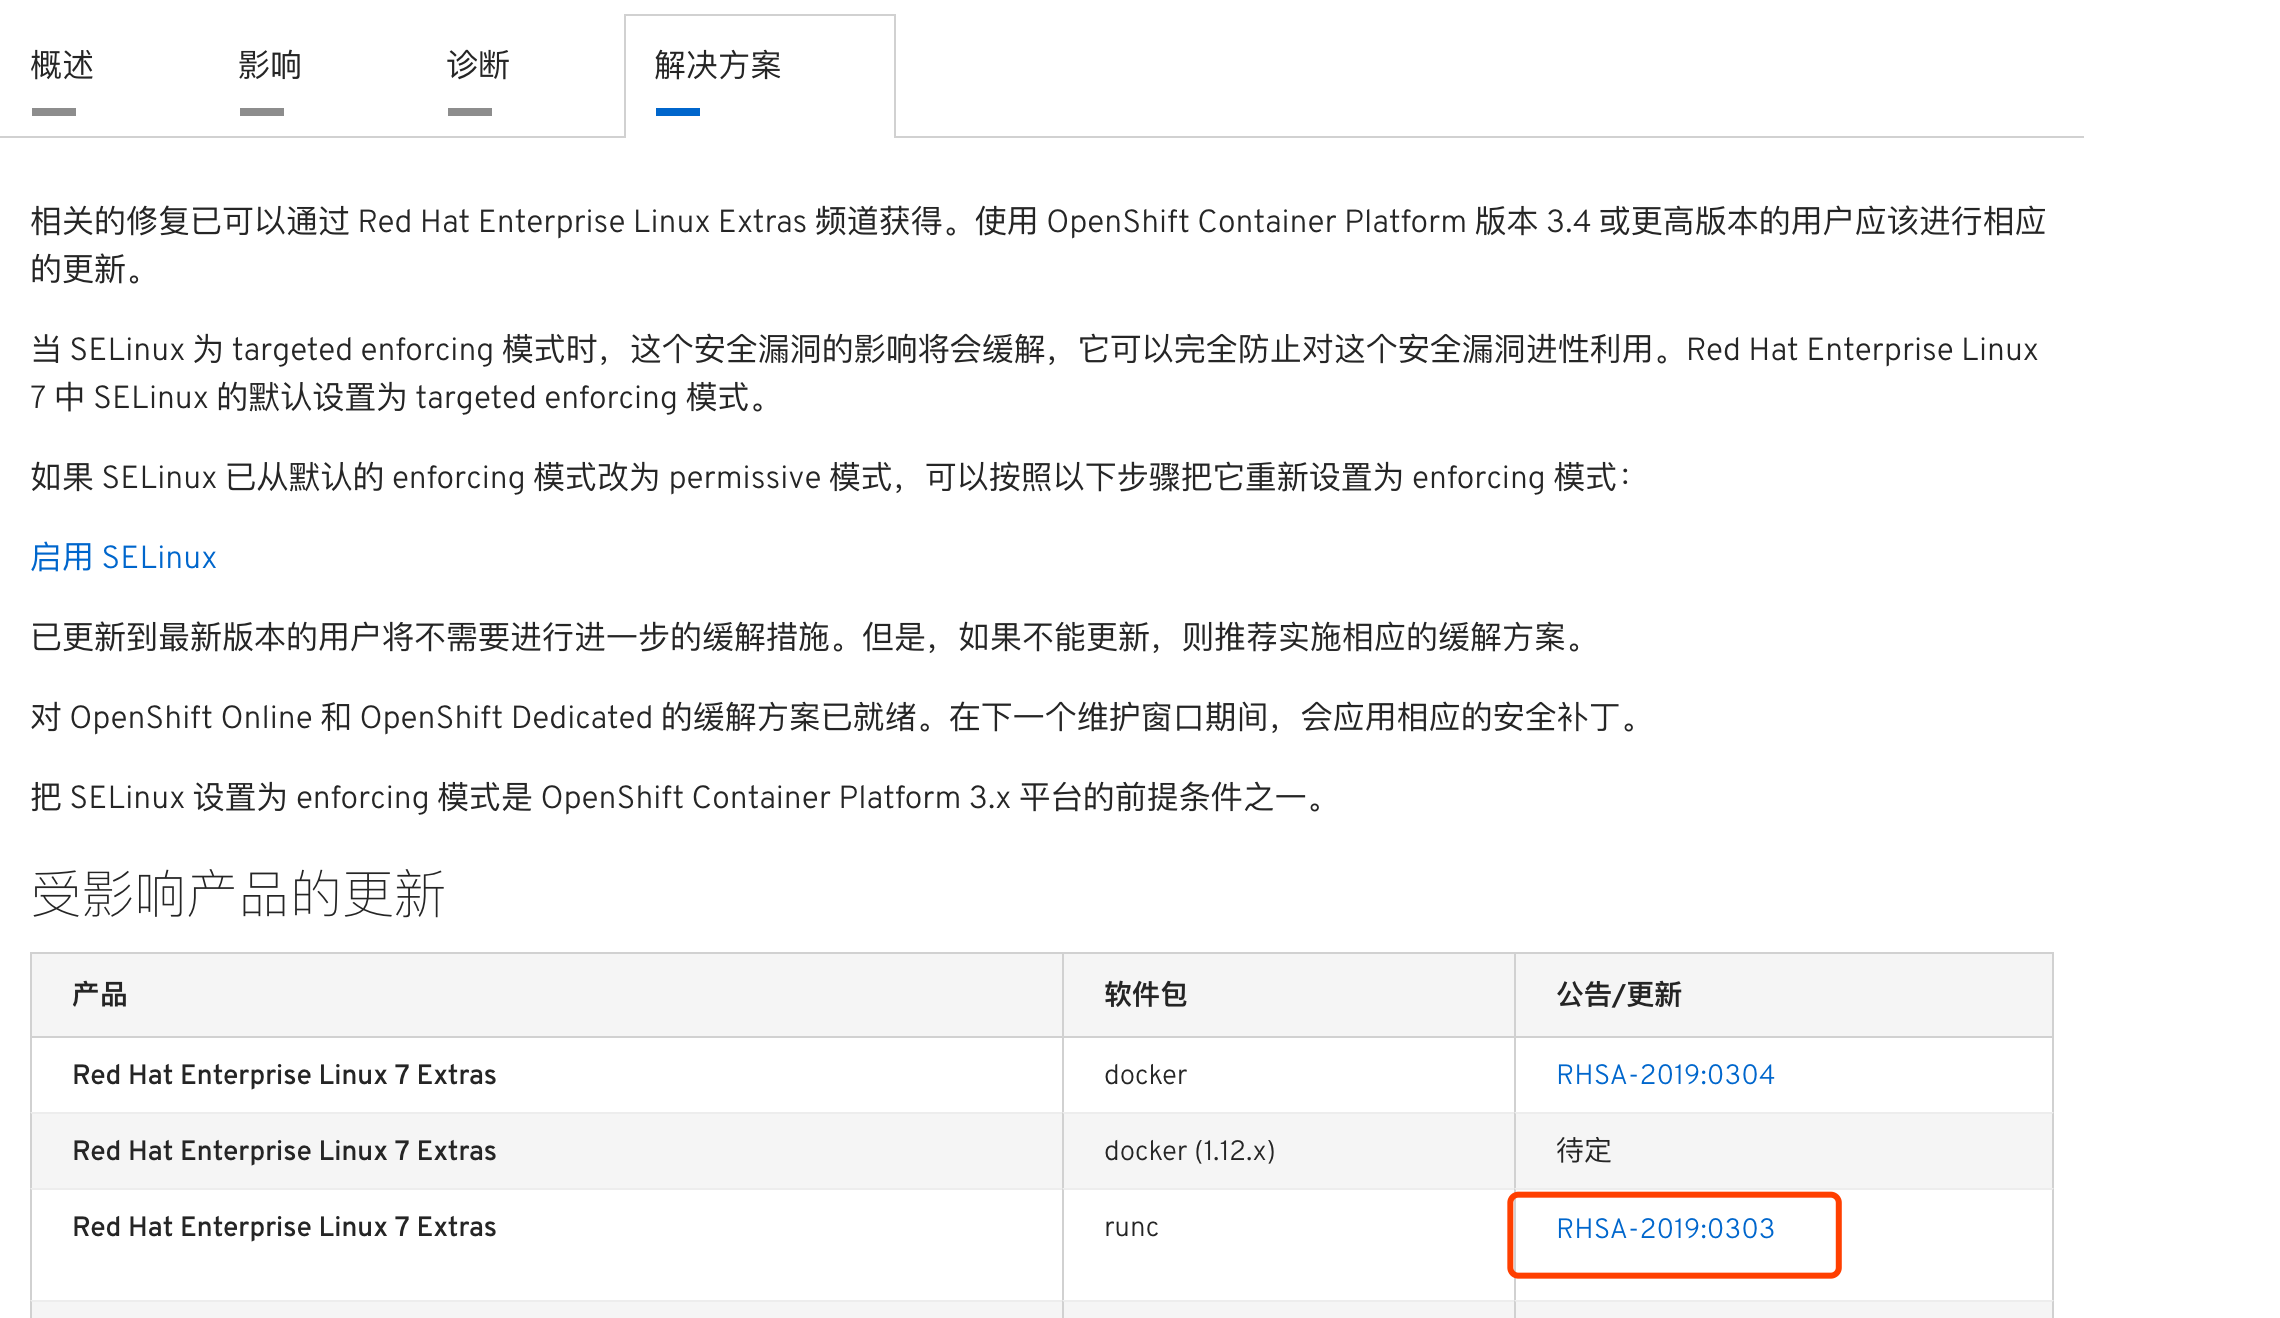 概述
影响
诊断
解决方案
相关的修复已可以通过 Red Hat Enterprise Linux Extras 频道获得。使用 OpenShift Container Platform 版本 3.4 或更高版本的用户应该进行相应
的更新。
当 SELinux 为 targeted enforcing 模式时，这个安全漏洞的影响将会缓解，它可以完全防止对这个安全漏洞进性利用。Red Hat Enterprise Linux
7 中 SELinux 的默认设置为 targeted enforcing 模式。
如果 SELinux 已从默认的 enforcing 模式改为 permissive 模式，可以按照以下步骤把它重新设置为 enforcing 模式：
启用 SELinux
已更新到最新版本的用户将不需要进行进一步的缓解措施。但是，如果不能更新，则推荐实施相应的缓解方案。
对 OpenShift Online 和 OpenShift Dedicated 的缓解方案已就绪。在下一个维护窗口期间，会应用相应的安全补丁。
把 SELinux 设置为 enforcing 模式是 OpenShift Container Platform 3.x 平台的前提条件之一。
受影响产品的更新
产品 软件包 公告/更新
Red Hat Enterprise Linux 7 Extras docker RHSA-2019:0304
Red Hat Enterprise Linux 7 Extras docker (1.12.x) 待定
Red Hat Enterprise Linux 7 Extras runc RHSA-2019:0303